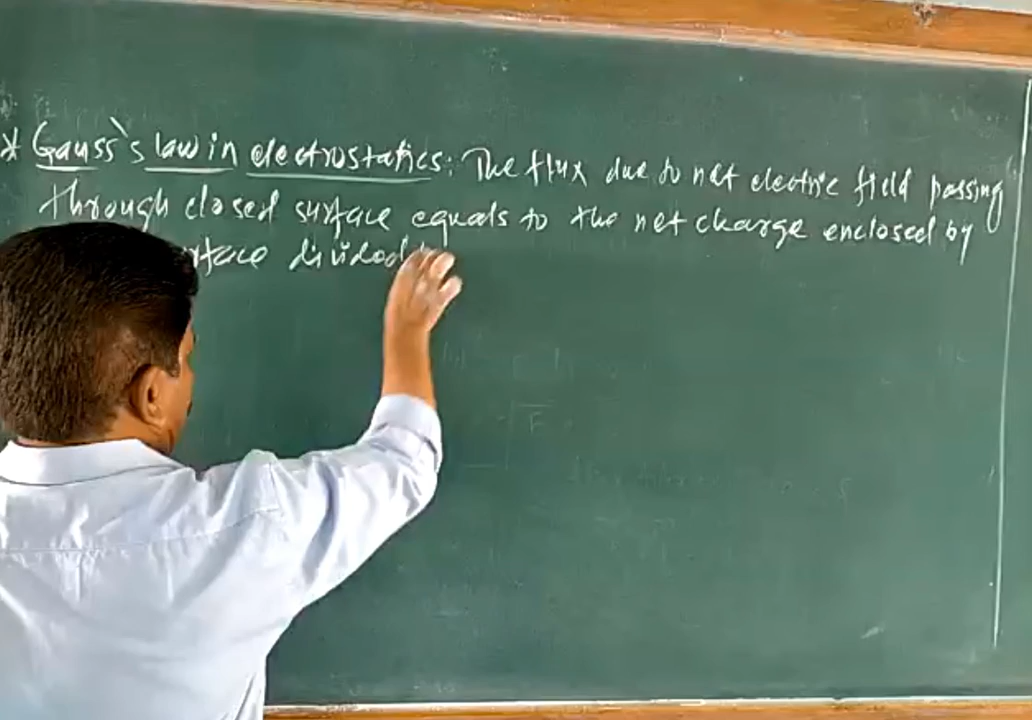 * Gauss`s law in electrostatics: The flux due to net electric field passing
through closed surface equals to the net charge enclosed by
divided